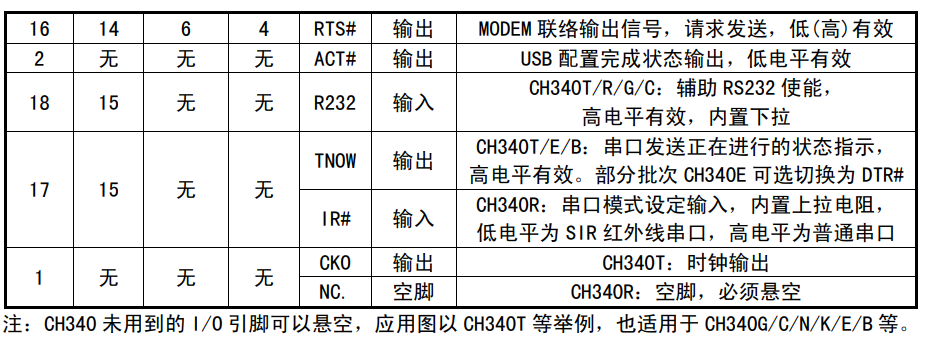 16 14 6 4 RTS# 输出 MODEM 联络输出信号，请求发送，低(高)有效
2 无 无 无 ACT# 输出 USB 配置完成状态输出，低电平有效
18 15 无 无 R232 输入 CH340T/R/G/C：辅助 RS232 使能，
高电平有效，内置下拉
17 15 无 无 TNOW 输出 CH340T/E/B：串口发送正在进行的状态指示，
高电平有效。部分批次 CH340E 可选切换为 DTR#
IR# 输入 CH340R：串口模式设定输入，内置上拉电阻，
低电平为 SIR 红外线串口，高电平为普通串口
1 无 无 无 CKO 输出 CH340T：时钟输出
NC. 空脚 CH340R：空脚，必须悬空
注：CH340 未用到的 I/O 引脚可以悬空，应用图以 CH340T 等举例，也适用于 CH340G/C/N/K/E/B 等。